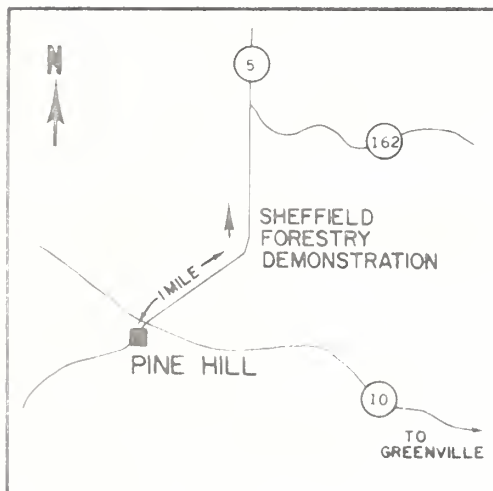 N
5
162
SHEFFIELD
FORESTRY
DEMONSTRATION
1 MILE
PINE HILL
10
TO
GREENVILLE